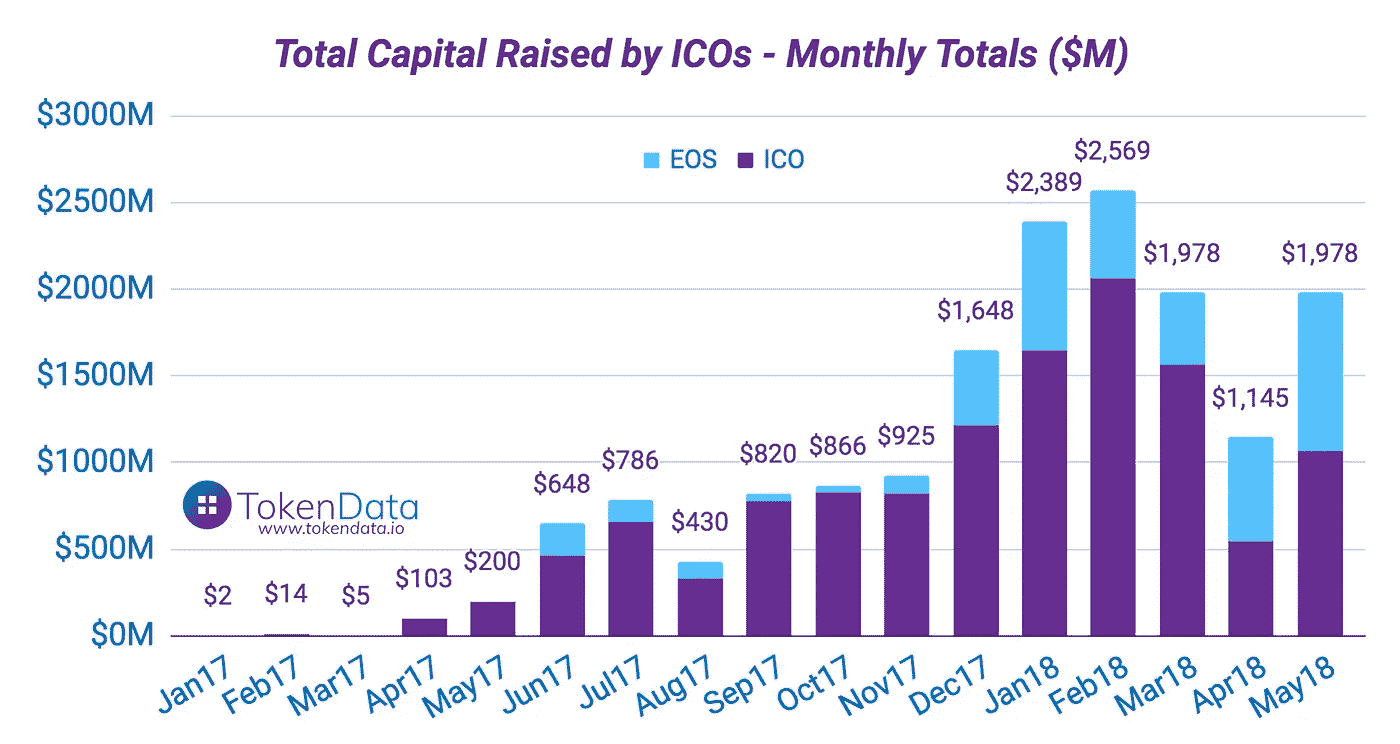 Total Capital Raised by ICOs - Monthly Totals ($M)
$3000M
$2500M
$2000M
$1500M
$1000M
$500M
$0M
EOS ICO
TokenData
www.tokendata.io
$2
$14
$5
$103
$200
$648
$786
$430
$820
$866
$925
$1,648
$2,389
$2,569
$1,978
$1,145
$1,978
Jan17
Feb17
Mar17
Apr17
May17
Jun17
Jul17
Aug17
Sep17
Oct17
Nov17
Dec17
Jan18
Feb18
Mar18
Apr18
May18